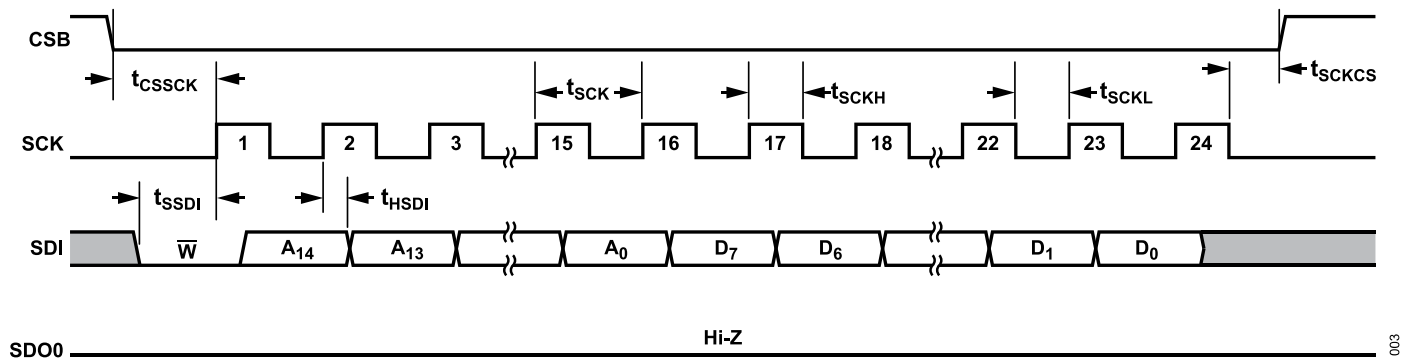 CSB
tCSSCK
tSCK
tSCKH
tSCKL
tSCKCS
SCK
1 2 3 15 16 17 18 22 23 24
tSSDI
tHSDI
SDI
W̅ A14 A13 A0 D7 D6 D1 D0
Hi-Z
SDO0
003